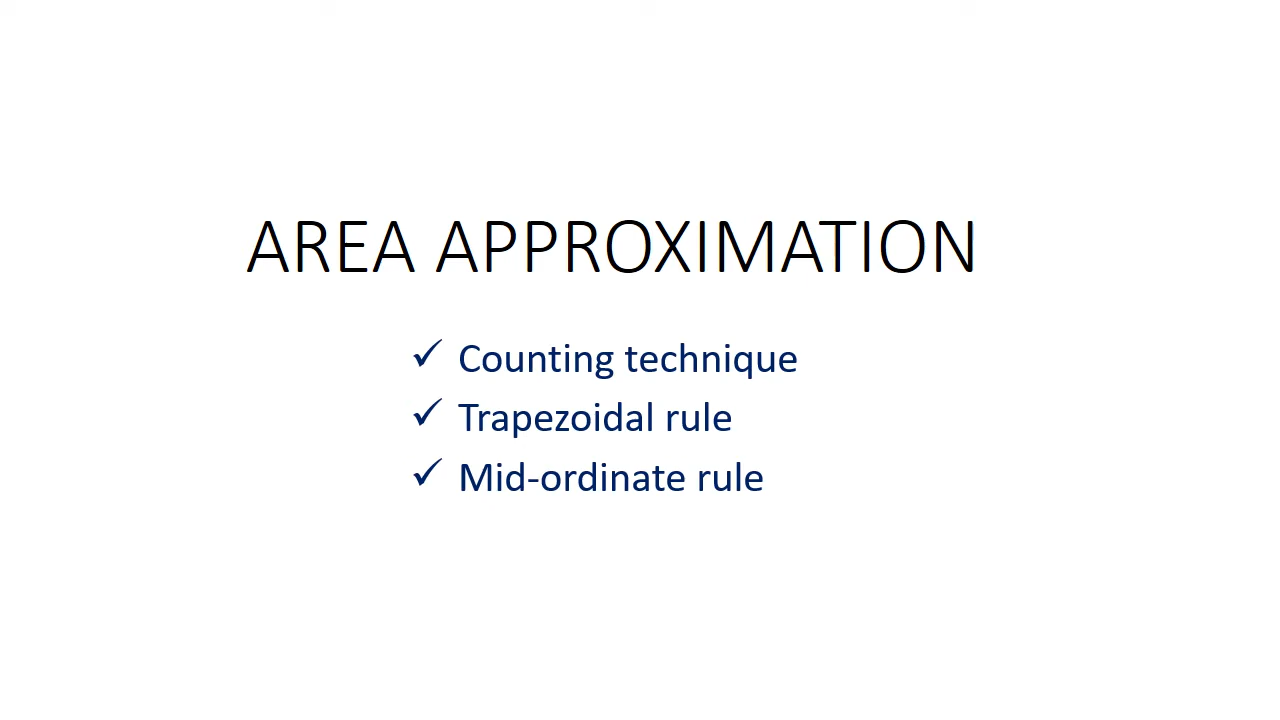 AREA APPROXIMATION
✓ Counting technique
✓ Trapezoidal rule
✓ Mid-ordinate rule